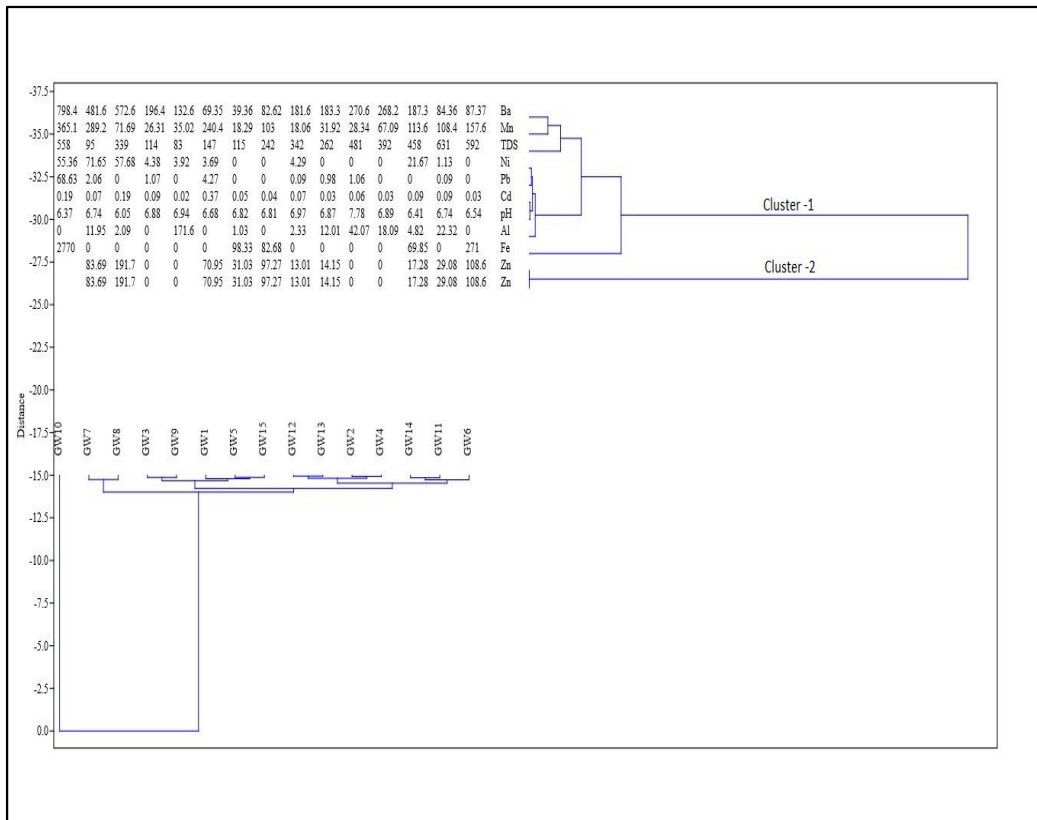 -37.5
798.4 481.6 572.6 196.4 132.6 69.35 39.36 82.62 181.6 183.3 270.6 268.2 187.3 84.36 87.37 Ba
365.1 289.2 71.69 26.31 35.02 240.4 18.29 103 18.06 31.92 28.34 67.09 113.6 108.4 157.6 Mn
-35.0
558 95 339 114 83 147 115 242 342 262 481 392 458 631 592 TDS
55.36 71.65 57.68 4.38 3.92 3.69 0 0 4.29 0 0 0 21.67 1.13 0 Ni
-32.5
68.63 2.06 0 1.07 0 4.27 0 0 0.09 0.98 1.06 0 0 0.09 0 Pb
0.19 0.07 0.19 0.09 0.02 0.37 0.05 0.04 0.07 0.03 0.06 0.03 0.09 0.09 0.03 Cd
Cluster -1
-30.0
6.37 6.74 6.05 6.88 6.94 6.68 6.82 6.81 6.97 6.87 7.78 6.89 6.41 6.74 6.54 pH
0 11.95 2.09 0 171.6 0 1.03 0 2.33 12.01 42.07 18.09 4.82 22.32 0 Al
2770 0 0 0 0 0 98.33 82.68 0 0 0 0 69.85 0 271 Fe
-27.5
83.69 191.7 0 0 70.95 31.03 97.27 13.01 14.15 0 0 17.28 29.08 108.6 Zn
Cluster -2
83.69 191.7 0 0 70.95 31.03 97.27 13.01 14.15 0 0 17.28 29.08 108.6 Zn
-25.0
-22.5
-20.0
Distance
-17.5
GW10 GW7 GW8 GW3 GW9 GW1 GW5 GW15 GW12 GW13 GW2 GW4 GW14 GW11 GW6
-15.0
-12.5
-10.0
-7.5
-5.0
-2.5
0.0